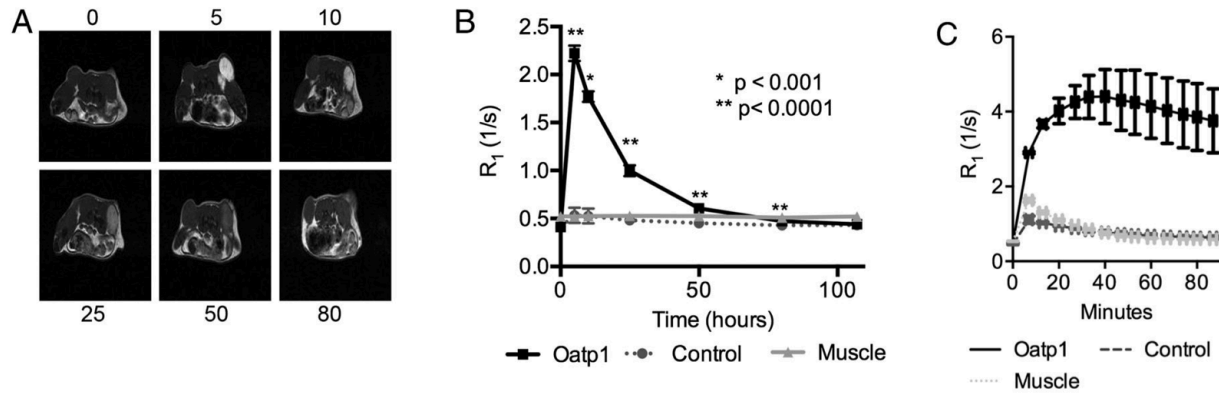 A
0 5 10
25 50 80
B
2.5
2.0
1.5
1.0
0.5
0.0
R1 (1/s)
** * ** ** **
* p < 0.001
** p< 0.0001
0 50 100
Time (hours)
Oatp1 Control Muscle
C
6
4
2
0
R1 (1/s)
0 20 40 60 80
Minutes
Oatp1 Control
Muscle